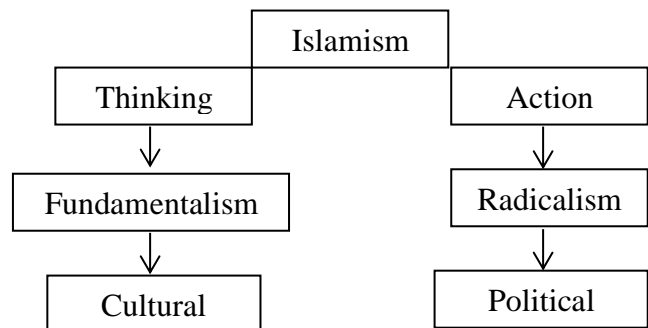 Islamism
Thinking
Action
Fundamentalism
Radicalism
Cultural
Political